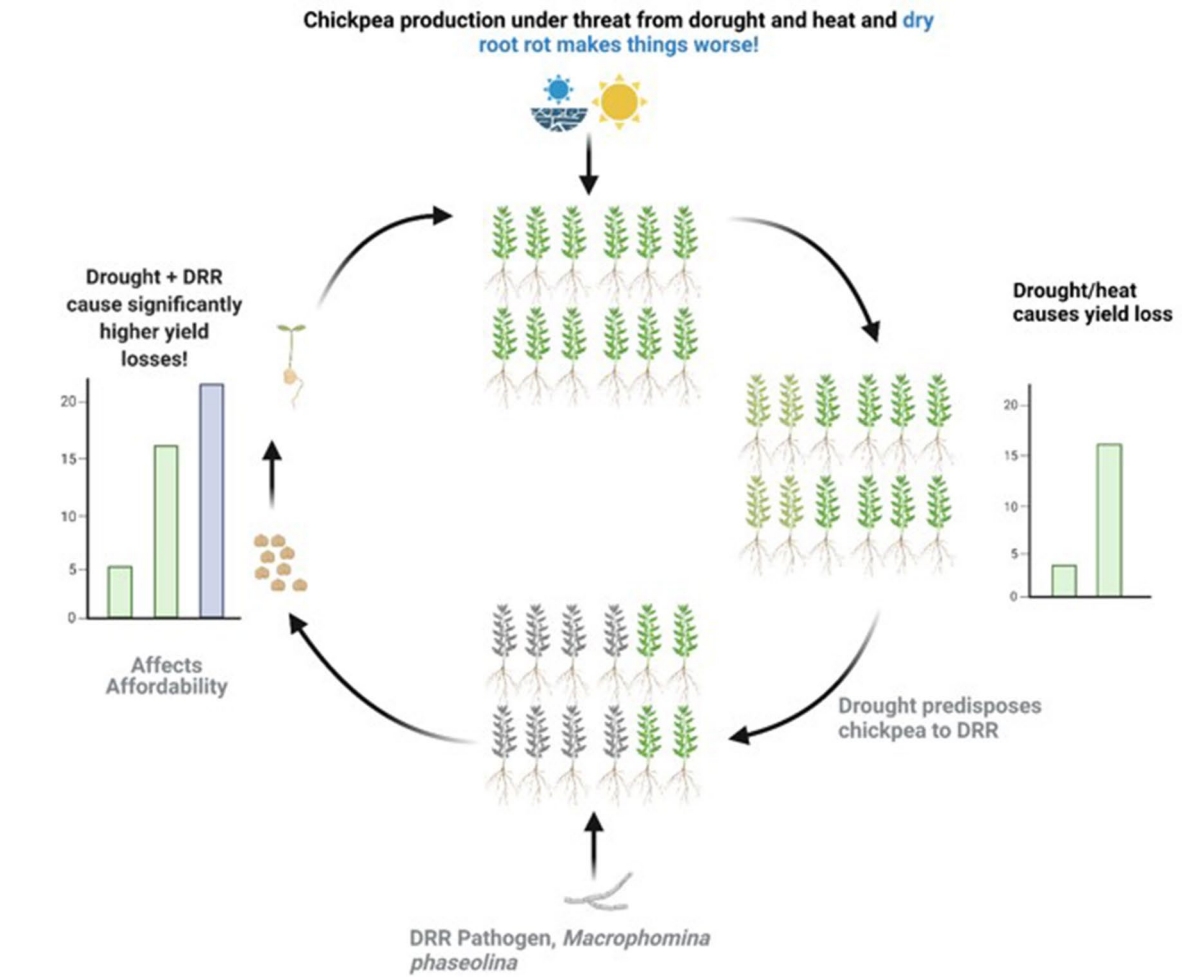 Chickpea production under threat from dorught and heat and dry
root rot makes things worse!
Drought + DRR
cause significantly
higher yield
losses!
20
15
10
5
0
Affects
Affordability
Drought/heat
causes yield loss
20
15
10
5
0
Drought predisposes
chickpea to DRR
DRR Pathogen, Macrophomina
phaseolina